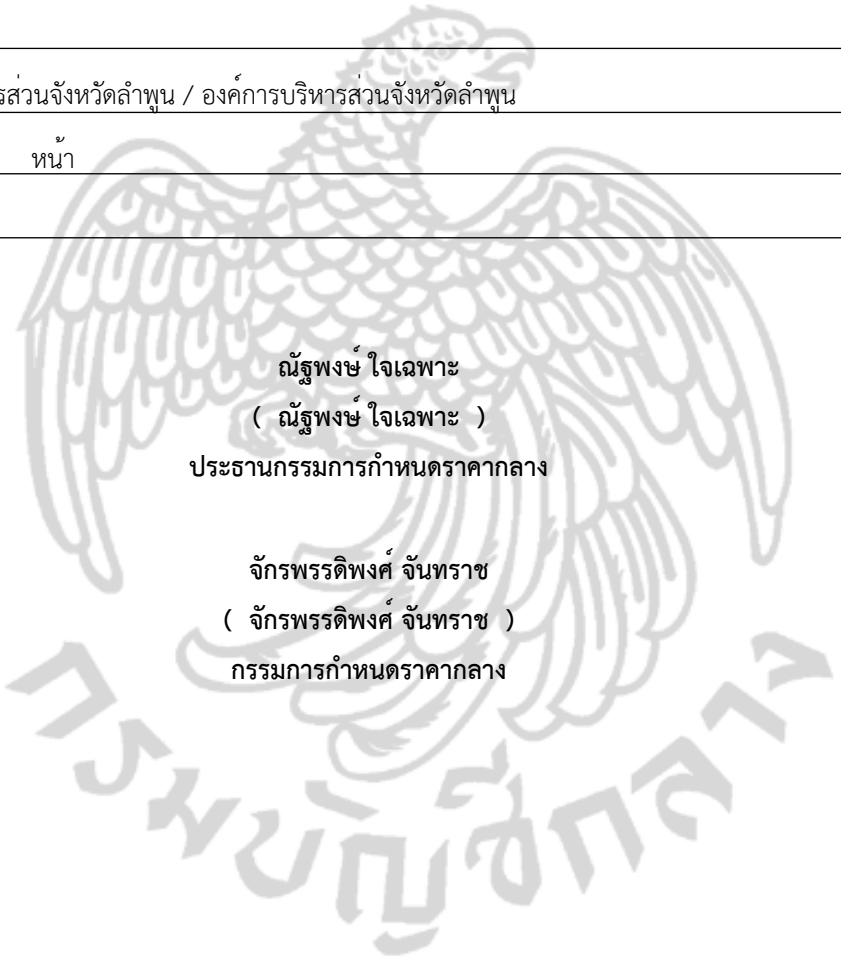 รส่วนจังหวัดลำพูน / องค์การบริหารส่วนจังหวัดลำพูน
หน้า
ณัฐพงษ์ ใจเฉพาะ
( ณัฐพงษ์ ใจเฉพาะ )
ประธานกรรมการกำหนดราคากลาง
จักรพรรดิพงศ์ จันทราช
( จักรพรรดิพงศ์ จันทราช )
กรรมการกำหนดราคากลาง
กรมบัญชีกลาง